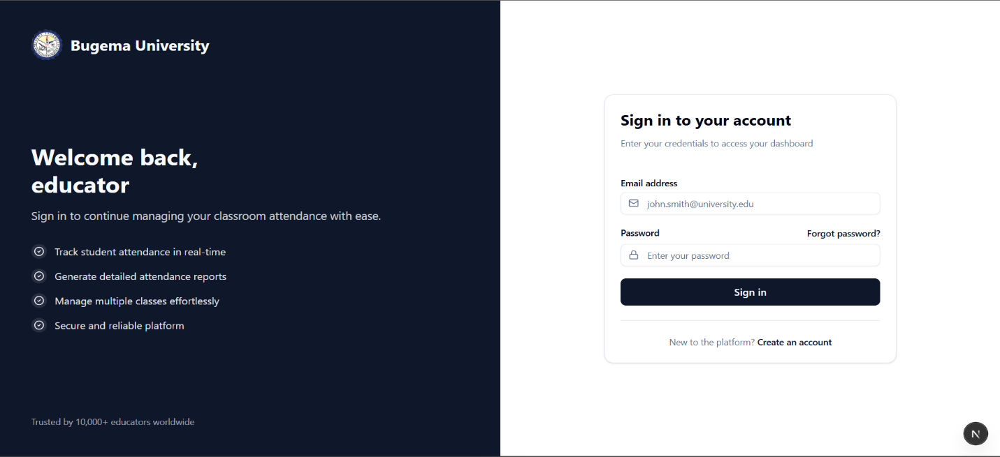 Bugema University
Welcome back,
educator
Sign in to continue managing your classroom attendance with ease.
Track student attendance in real-time
Generate detailed attendance reports
Manage multiple classes effortlessly
Secure and reliable platform
Trusted by 10,000+ educators worldwide
Sign in to your account
Enter your credentials to access your dashboard
Email address
john.smith@university.edu
Password
Forgot password?
Enter your password
Sign in
New to the platform? Create an account
N